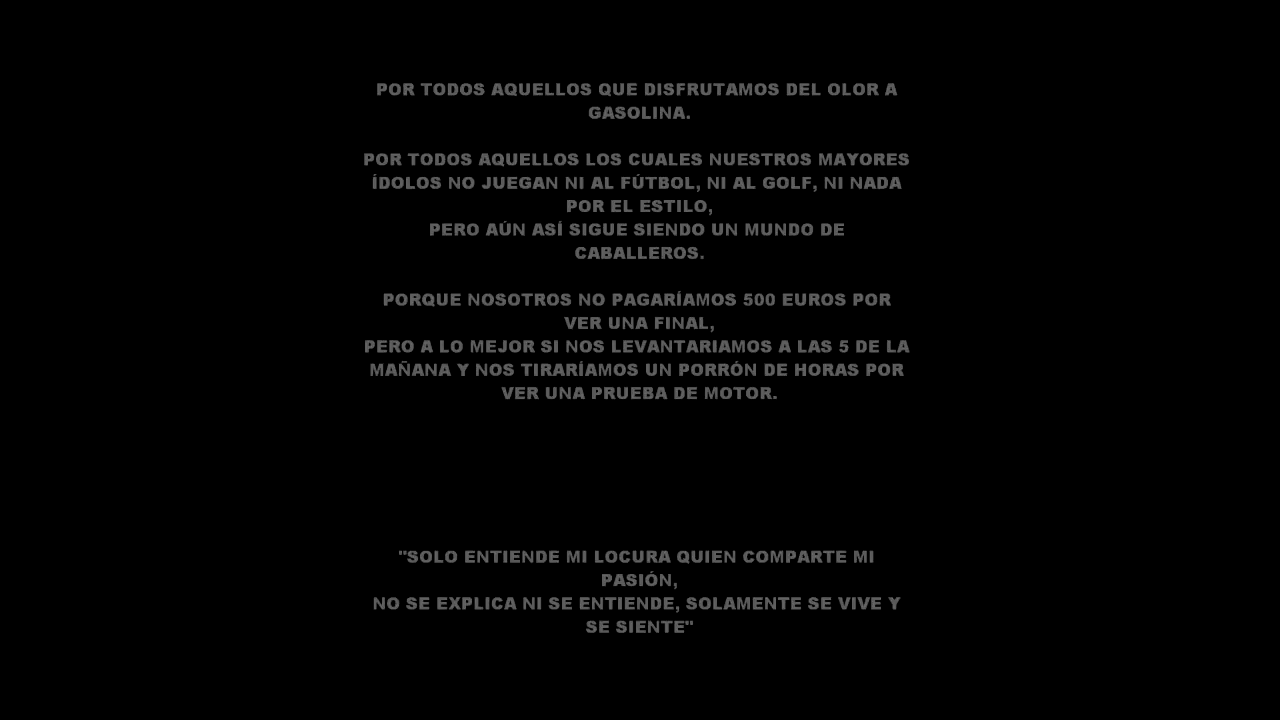 POR TODOS AQUELLOS QUE DISFRUTAMOS DEL OLOR A
GASOLINA.
POR TODOS AQUELLOS LOS CUALES NUESTROS MAYORES
ÍDOLOS NO JUEGAN NI AL FÚTBOL, NI AL GOLF, NI NADA
POR EL ESTILO,
PERO AÚN ASÍ SIGUE SIENDO UN MUNDO DE
CABALLEROS.
PORQUE NOSOTROS NO PAGARÍAMOS 500 EUROS POR
VER UNA FINAL,
PERO A LO MEJOR SI NOS LEVANTARIAMOS A LAS 5 DE LA
MAÑANA Y NOS TIRARÍAMOS UN PORRÓN DE HORAS POR
VER UNA PRUEBA DE MOTOR.
"SOLO ENTIENDE MI LOCURA QUIEN COMPARTE MI
PASIÓN,
NO SE EXPLICA NI SE ENTIENDE, SOLAMENTE SE VIVE Y
SE SIENTE"